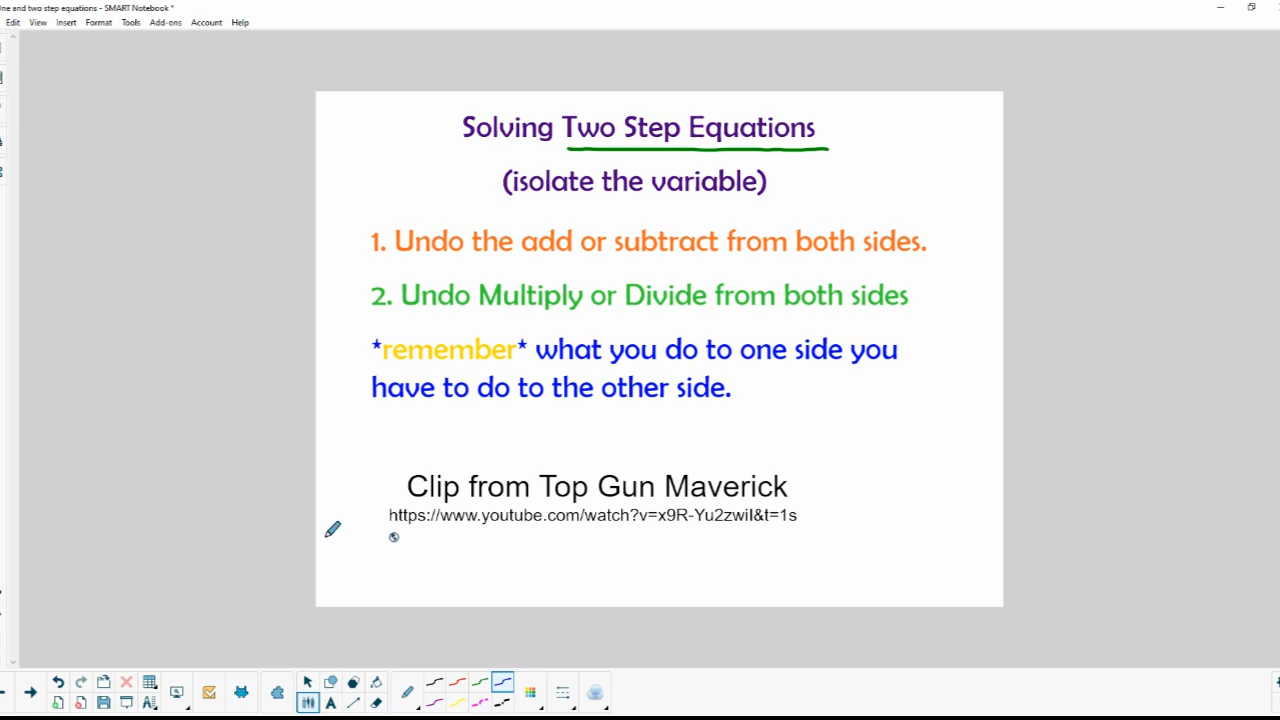 One and two step equations - SMART Notebook *
Edit View Insert Format Tools Add-ons Account Help
Solving Two Step Equations
(isolate the variable)
1. Undo the add or subtract from both sides.
2. Undo Multiply or Divide from both sides
*remember* what you do to one side you
have to do to the other side.
Clip from Top Gun Maverick
https://www.youtube.com/watch?v=x9R-Yu2zwiI&t=1s